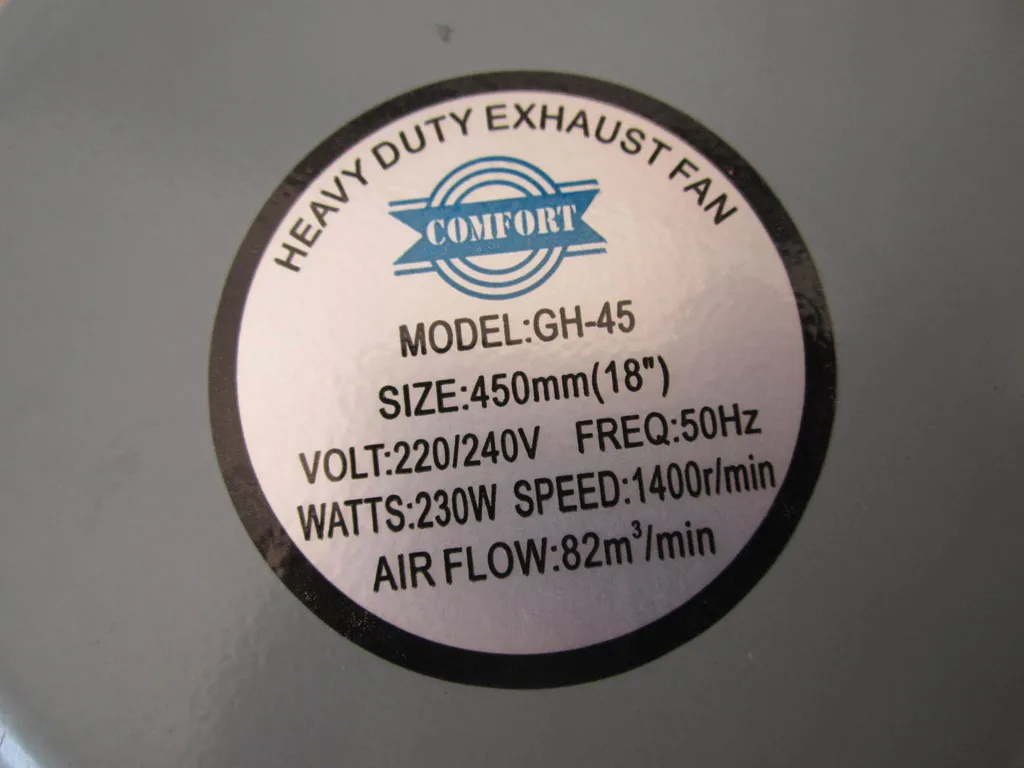 HEAVY DUTY EXHAUST FAN
COMFORT
MODEL:GH-45
SIZE:450mm(18")
VOLT:220/240V FREQ:50Hz
WATTS:230W SPEED:1400r/min
AIR FLOW:82m³/min